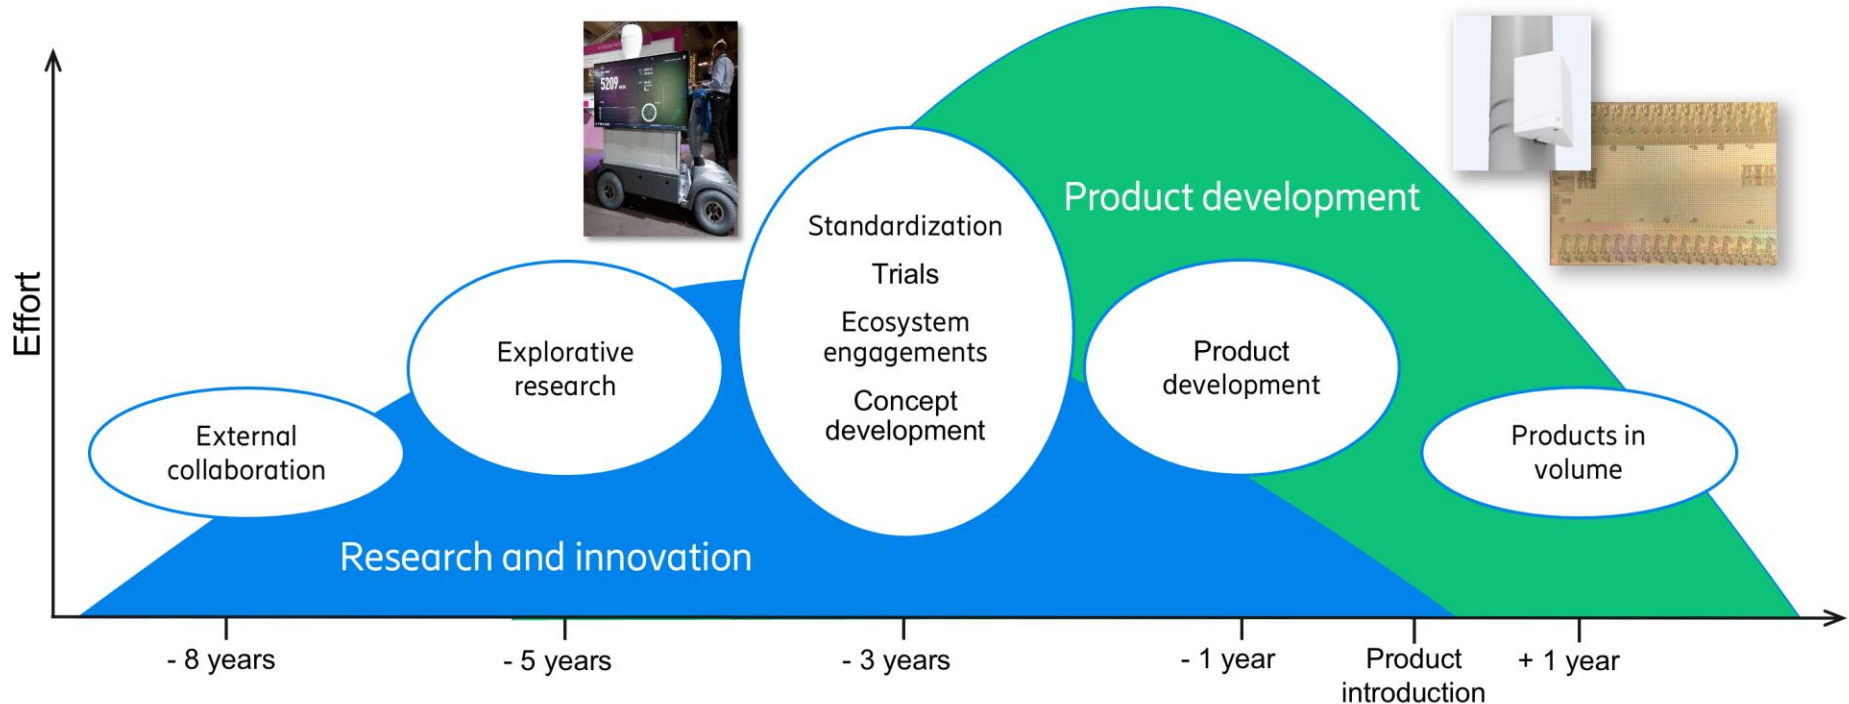 5209
Product development
Standardization
Trials
Ecosystem
engagements
Concept
development
Explorative
research
Product
development
External
collaboration
Products in
volume
Effort
Research and innovation
- 8 years
- 5 years
- 3 years
- 1 year
Product
introduction
+ 1 year